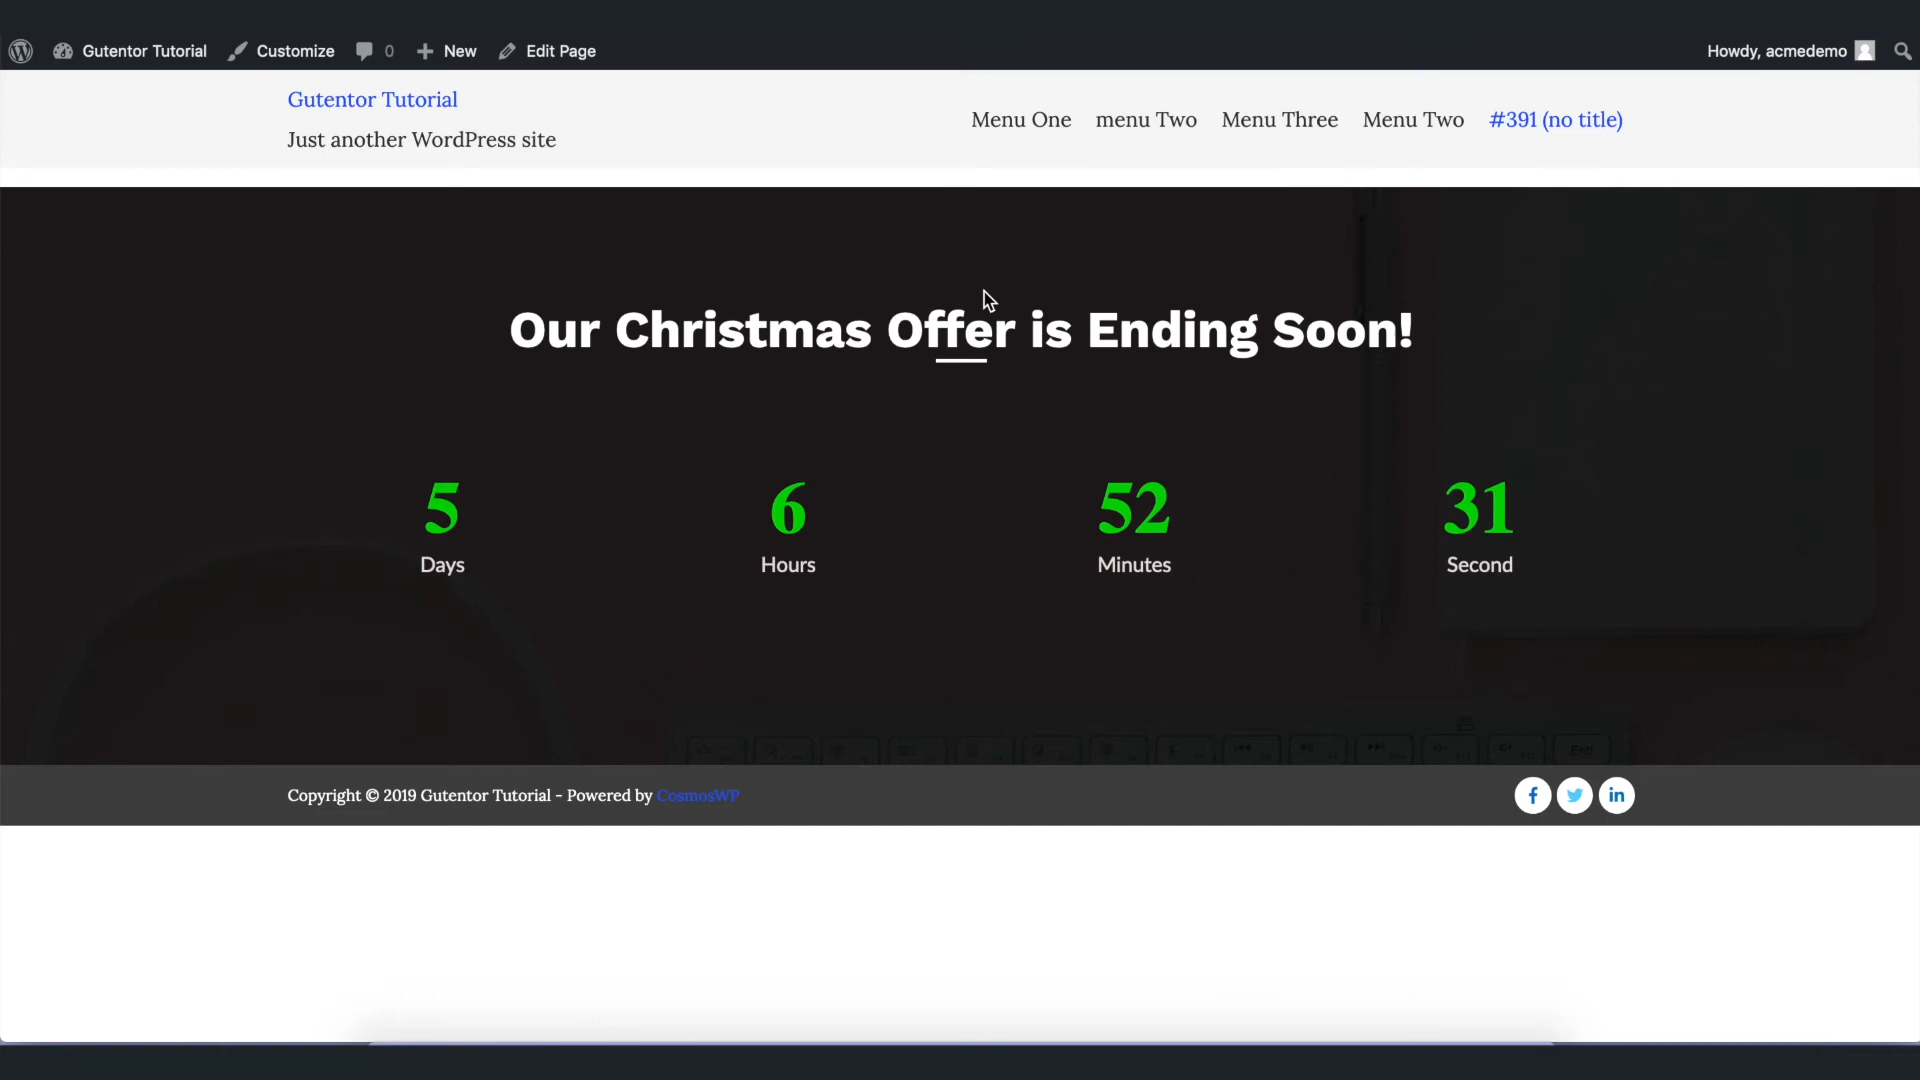 Gutentor Tutorial Customize 0 New Edit Page Howdy, acmedemo
Gutentor Tutorial
Just another WordPress site
Menu One menu Two Menu Three Menu Two #391 (no title)
Our Christmas Offer is Ending Soon!
5 6 52 31
Days Hours Minutes Second
Copyright © 2019 Gutentor Tutorial - Powered by CosmosWP